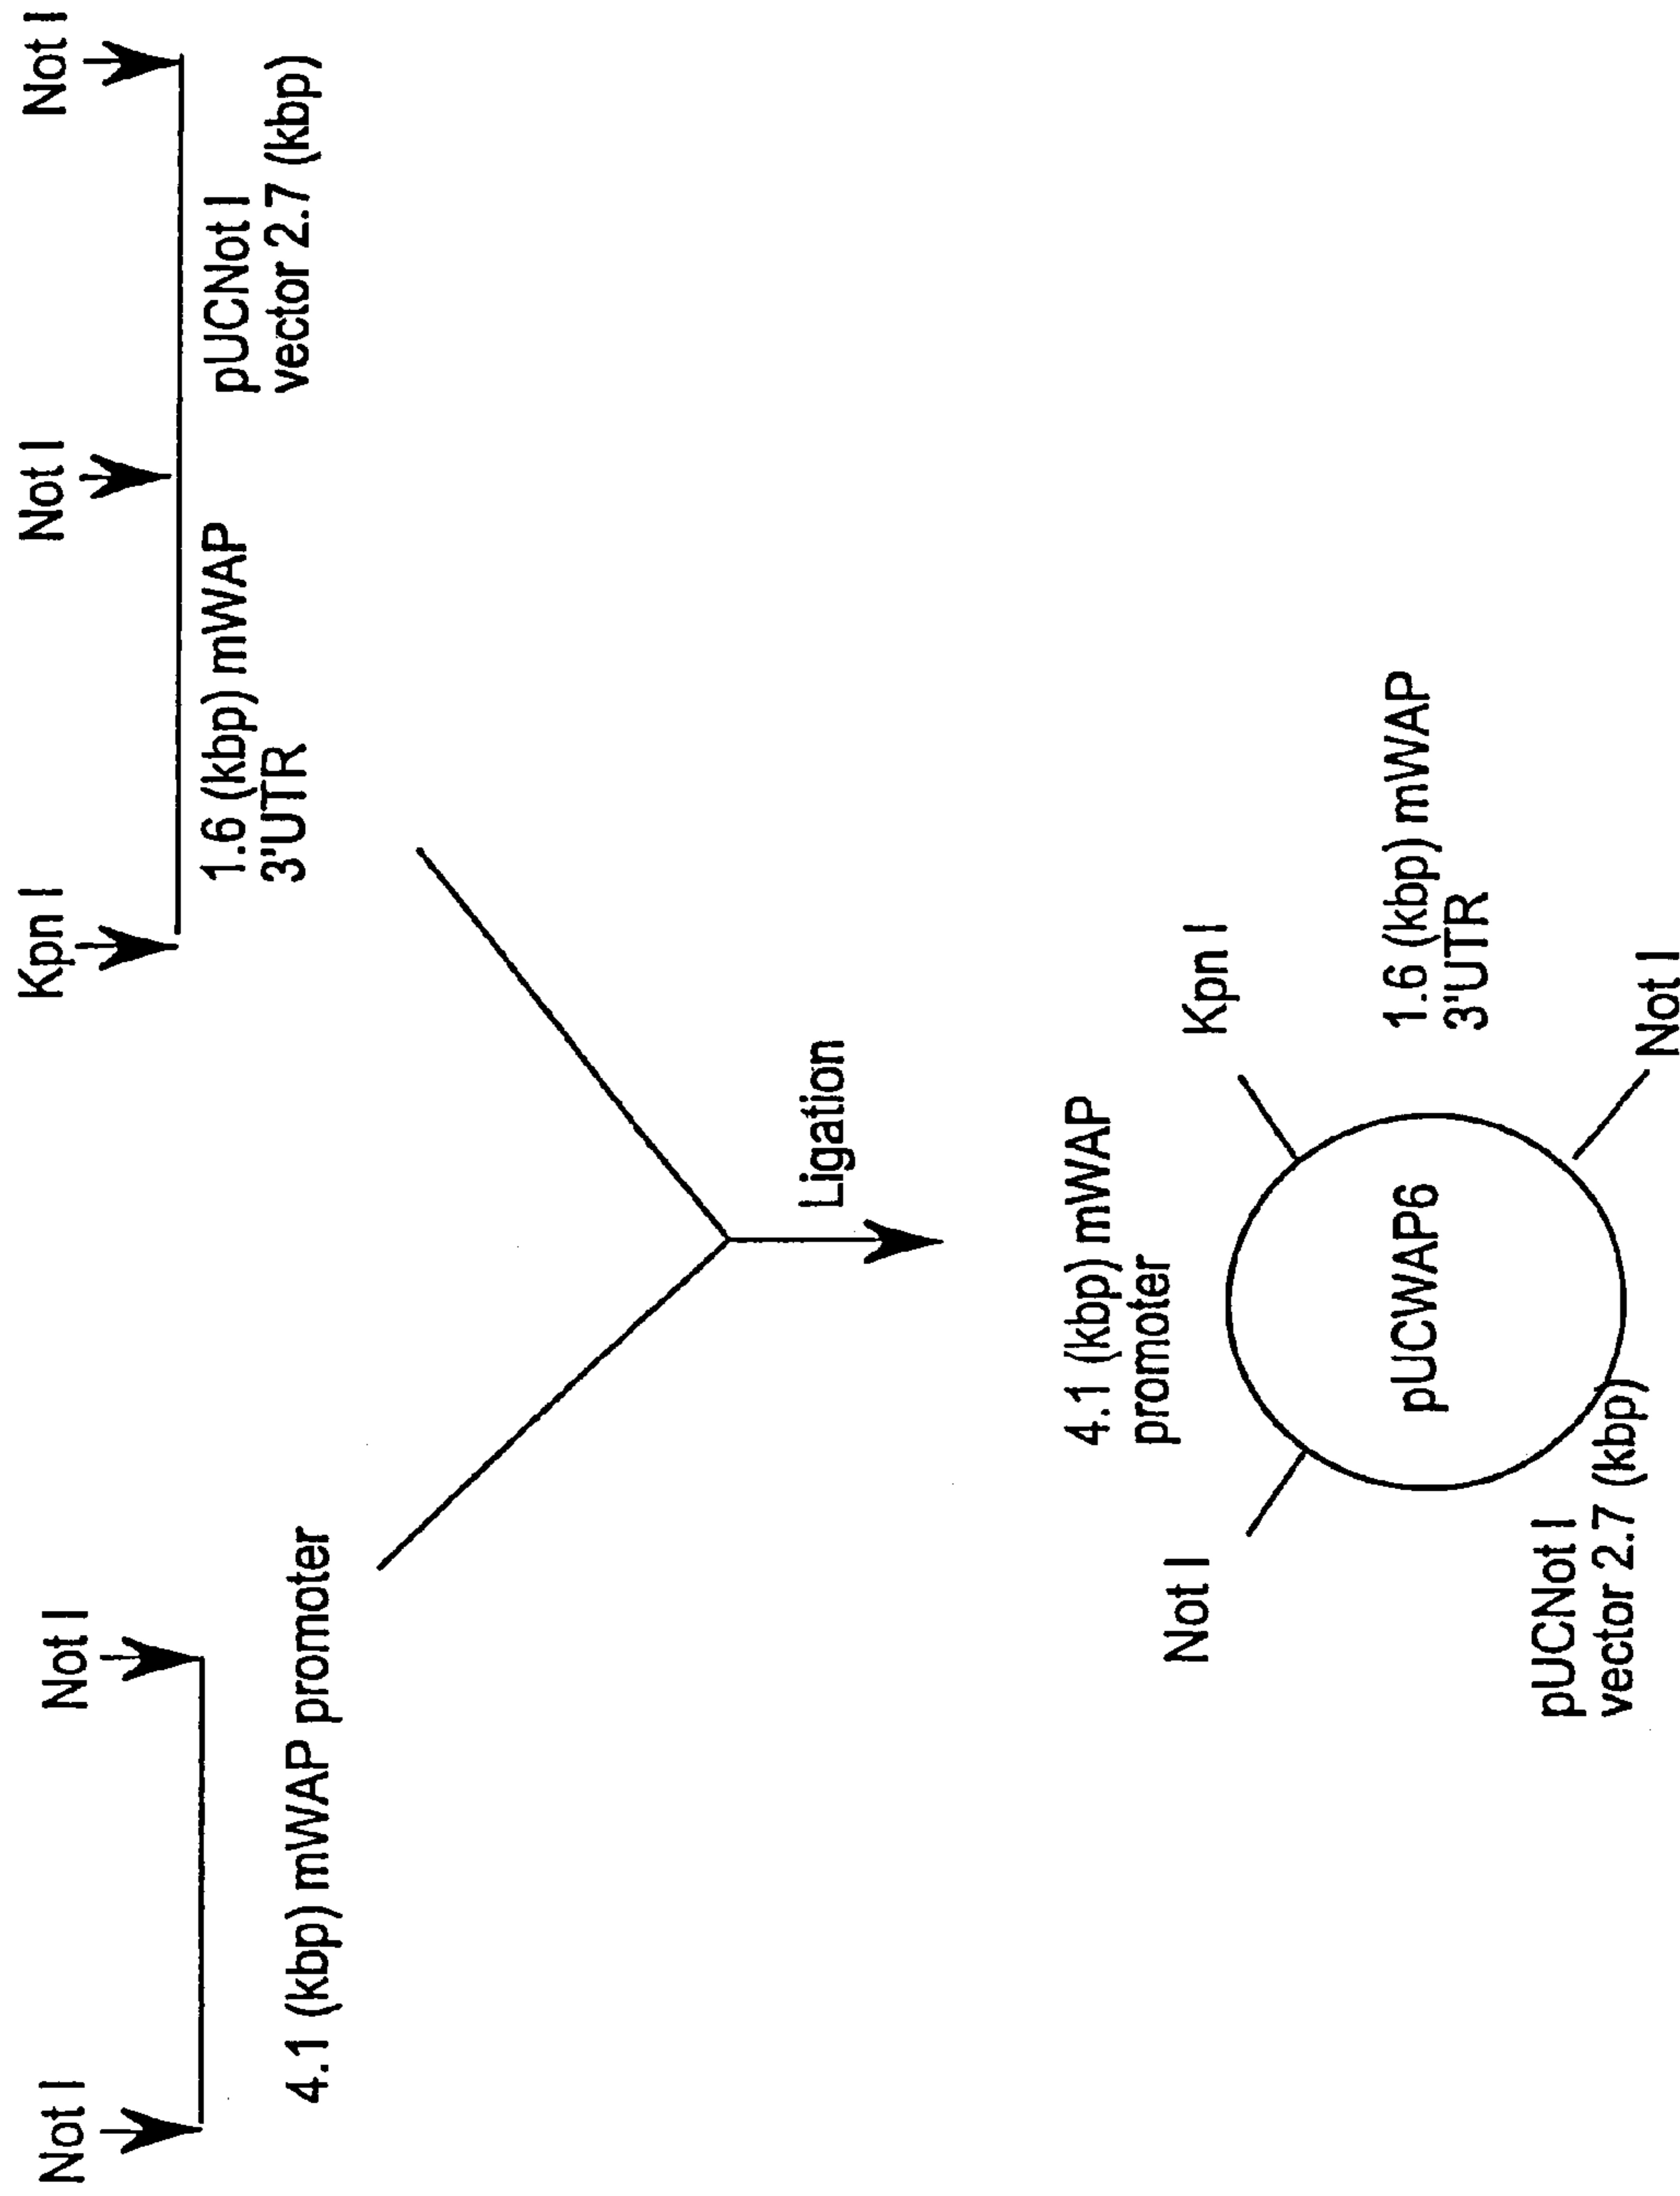 Not I
Not I
4.1 (kbp) mWAP promoter
Kpn I
Not I
Not I
1.6 (kbp) mWAP
3'UTR
pUCNot I
vector 2.7 (kbp)
Ligation
4.1 (kbp) mWAP
promoter
Not I
Kpn I
pUCWAP6
1.6 (kbp) mWAP
3'UTR
pUCNot I
vector 2.7 (kbp)
Not I